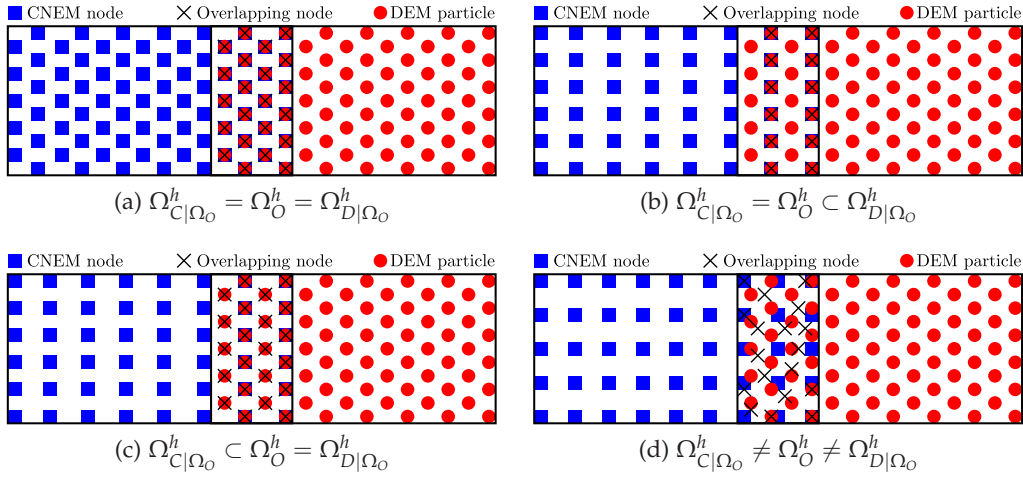 CNEM node Overlapping node DEM particle CNEM node Overlapping node DEM particle
(a) Ω^h_{C|Ω_O} = Ω^h_O = Ω^h_{D|Ω_O} (b) Ω^h_{C|Ω_O} = Ω^h_O ⊂ Ω^h_{D|Ω_O}
CNEM node Overlapping node DEM particle CNEM node Overlapping node DEM particle
(c) Ω^h_{C|Ω_O} ⊂ Ω^h_O = Ω^h_{D|Ω_O} (d) Ω^h_{C|Ω_O} ≠ Ω^h_O ≠ Ω^h_{D|Ω_O}